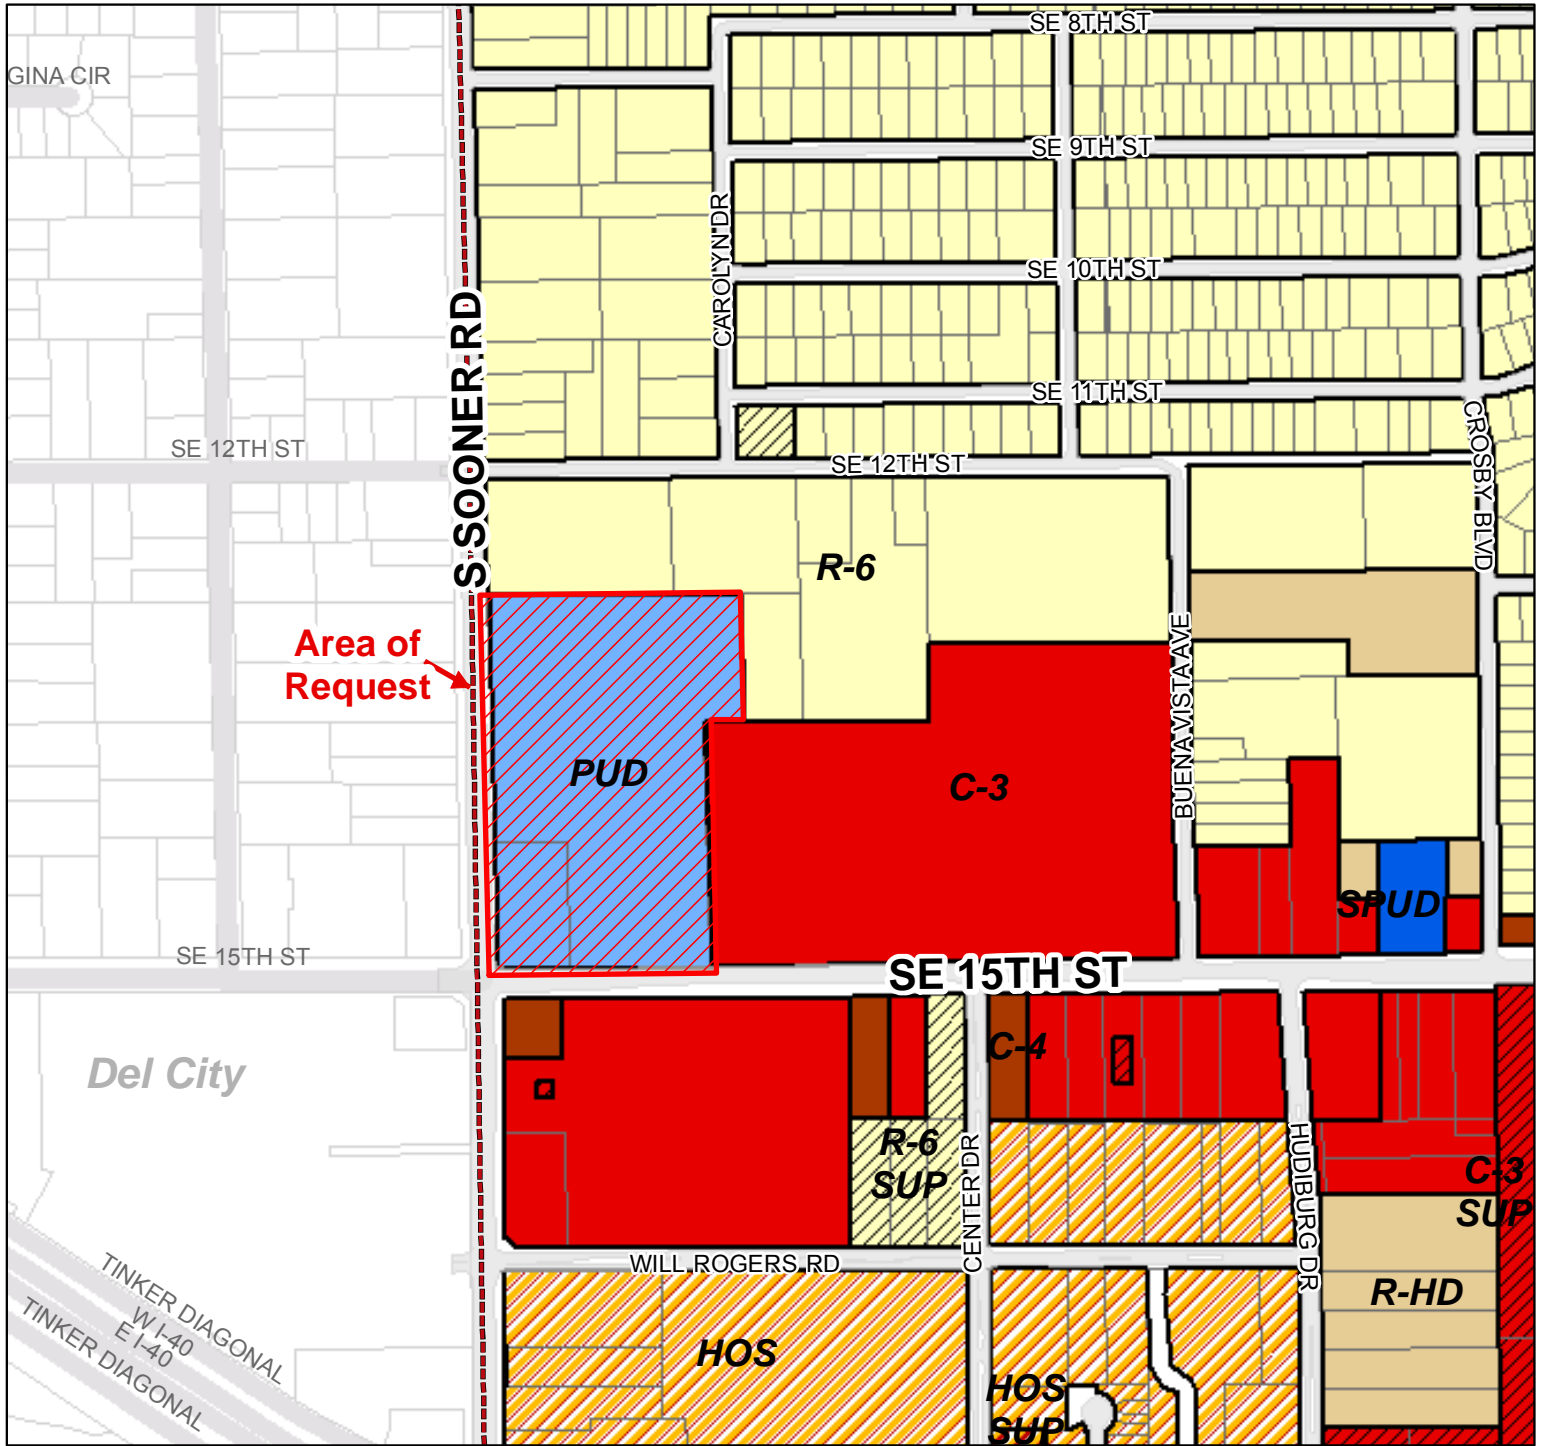 SE 8TH ST
GINA CIR
SE 9TH ST
CAROLYN DR
SE 10TH ST
S SOONER RD
SE 11TH ST
CROSBY BLVD
SE 12TH ST
SE 12TH ST
R-6
Area of
Request
BUENA VISTA AVE
PUD
C-3
SPUD
SE 15TH ST
SE 15TH ST
Del City
C-4
R-6
SUP
CENTER DR
HUDIBURG DR
C-3
SUP
WILL ROGERS RD
TINKER DIAGONAL
W I-40
E I-40
TINKER DIAGONAL
R-HD
HOS
HOS
SUP